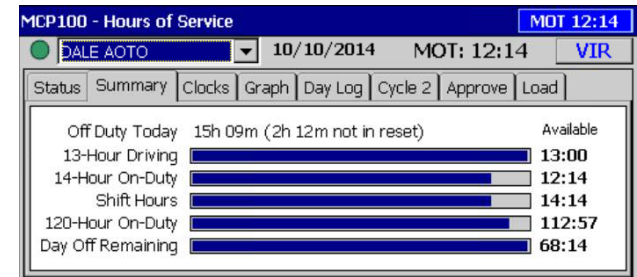 MCP100 - Hours of Service MOT 12:14
DALE AOTO 10/10/2014 MOT: 12:14 VIR
Status Summary Clocks Graph Day Log Cycle 2 Approve Load
Off Duty Today 15h 09m (2h 12m not in reset) Available
13-Hour Driving 13:00
14-Hour On-Duty 12:14
Shift Hours 14:14
120-Hour On-Duty 112:57
Day Off Remaining 68:14